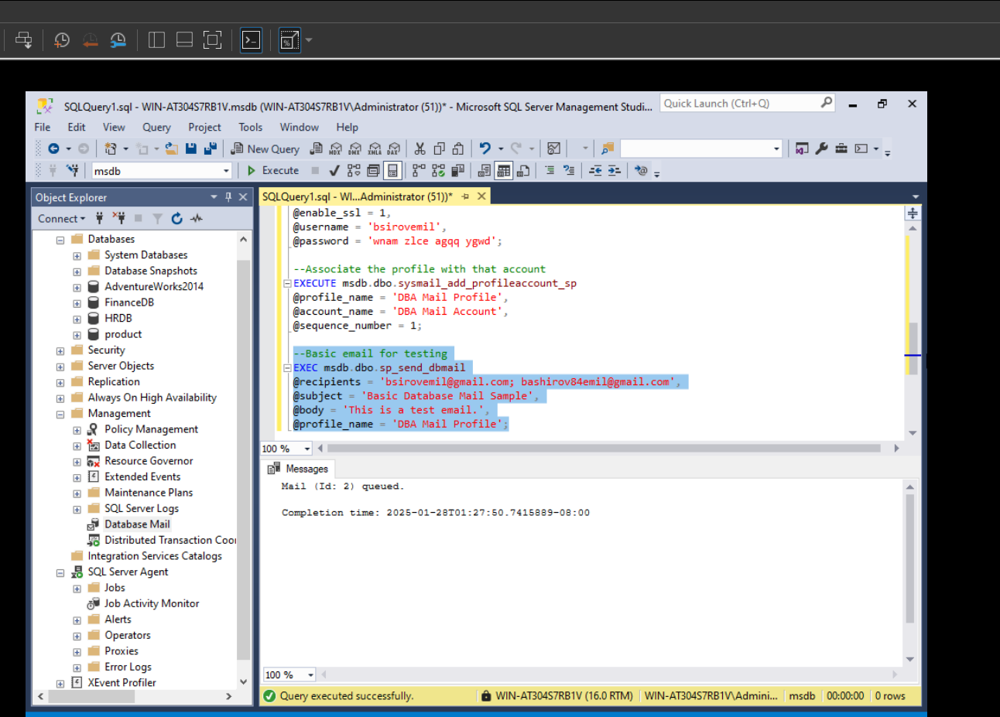 SQLQuery1.sql - WIN-AT304S7RB1V.msdb (WIN-AT304S7RB1V\Administrator (51))* - Microsoft SQL Server Management Studi...
Quick Launch (Ctrl+Q)
File Edit View Query Project Tools Window Help
New Query MDX DMX XMLA DAX
msdb Execute
Object Explorer
Connect
Databases
System Databases
Database Snapshots
AdventureWorks2014
FinanceDB
HRDB
product
Security
Server Objects
Replication
Always On High Availability
Management
Policy Management
Data Collection
Resource Governor
Extended Events
Maintenance Plans
SQL Server Logs
Database Mail
Distributed Transaction Coor
Integration Services Catalogs
SQL Server Agent
Jobs
Job Activity Monitor
Alerts
Operators
Proxies
Error Logs
XEvent Profiler
SQLQuery1.sql - WI...Administrator (51))*
@enable_ssl = 1,
@username = 'bsirovemil',
@password = 'wnam zlce agqq ygwd';
--Associate the profile with that account
EXECUTE msdb.dbo.sysmail_add_profileaccount_sp
@profile_name = 'DBA Mail Profile',
@account_name = 'DBA Mail Account',
@sequence_number = 1;
--Basic email for testing
EXEC msdb.dbo.sp_send_dbmail
@recipients = 'bsirovemil@gmail.com; bashirov84emil@gmail.com',
@subject = 'Basic Database Mail Sample',
@body = 'This is a test email.',
@profile_name = 'DBA Mail Profile';
100 %
Messages
Mail (Id: 2) queued.
Completion time: 2025-01-28T01:27:50.7415889-08:00
100 %
Query executed successfully.
WIN-AT304S7RB1V (16.0 RTM) WIN-AT304S7RB1V\Admini... msdb 00:00:00 0 rows